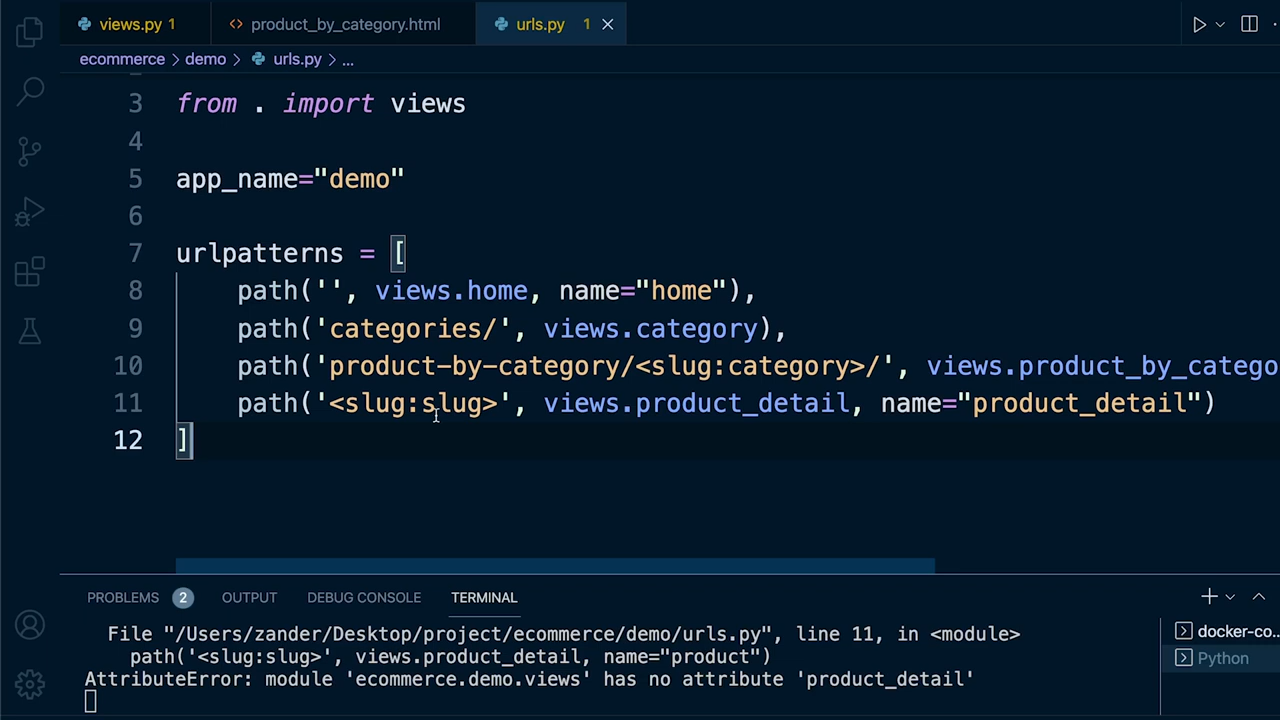 views.py 1
product_by_category.html
urls.py 1
ecommerce > demo > urls.py > ...
3 from . import views
4
5 app_name="demo"
6
7 urlpatterns = [
8 path('', views.home, name="home"),
9 path('categories/', views.category),
10 path('product-by-category/<slug:category>/', views.product_by_catego
11 path('<slug:slug>', views.product_detail, name="product_detail")
12 ]
PROBLEMS 2 OUTPUT DEBUG CONSOLE TERMINAL
File "/Users/zander/Desktop/project/ecommerce/demo/urls.py", line 11, in <module>
path('<slug:slug>', views.product_detail, name="product")
AttributeError: module 'ecommerce.demo.views' has no attribute 'product_detail'
docker-co...
Python